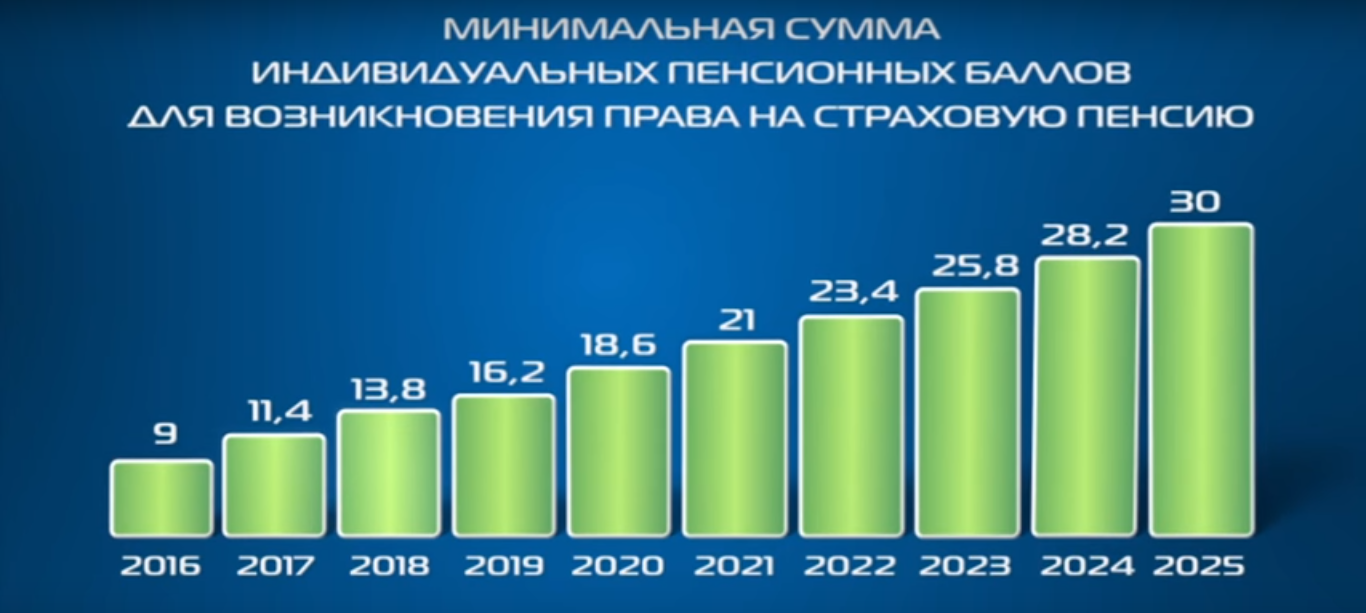 МИНИМАЛЬНАЯ СУММА
ИНДИВИДУАЛЬНЫХ ПЕНСИОННЫХ БАЛЛОВ
ДЛЯ ВОЗНИКНОВЕНИЯ ПРАВА НА СТРАХОВУЮ ПЕНСИЮ
9 11,4 13,8 16,2 18,6 21 23,4 25,8 28,2 30
2016 2017 2018 2019 2020 2021 2022 2023 2024 2025